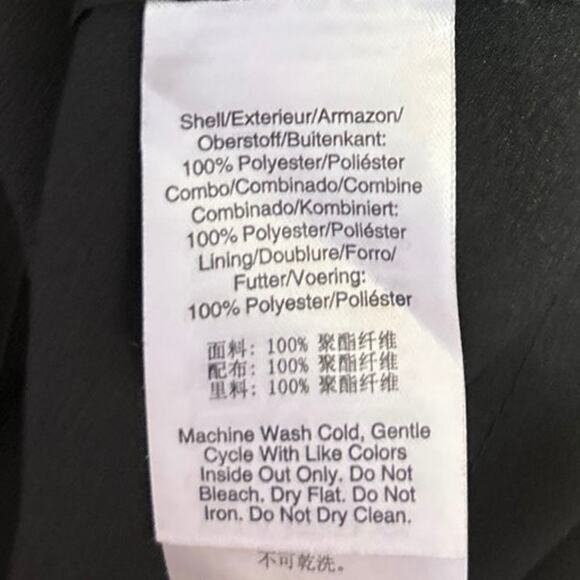 Shell/Exterieur/Armazon/
Oberstoff/Buitenkant:
100% Polyester/Poliéster
Combo/Combinado/Combine
Combinado/Kombiniert:
100% Polyester/Poliéster
Lining/Doublure/Forro/
Futter/Voering:
100% Polyester/Poliéster
面料: 100% 聚酯纤维
配布: 100% 聚酯纤维
里料: 100% 聚酯纤维
Machine Wash Cold, Gentle
Cycle With Like Colors
Inside Out Only. Do Not
Bleach. Dry Flat. Do Not
Iron. Do Not Dry Clean.
不可乾洗。